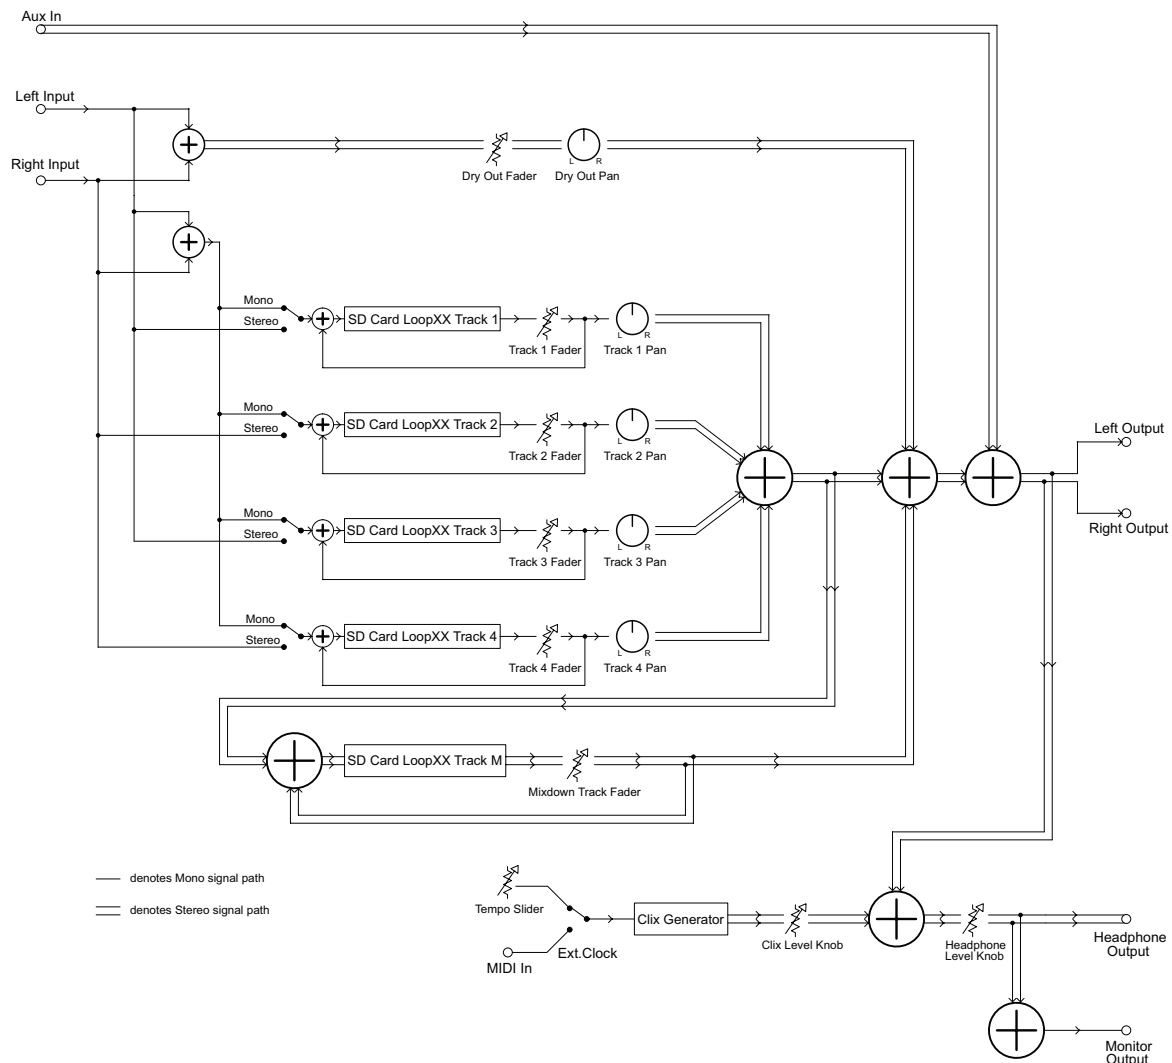 Aux In
Left Input
Right Input
L R
Dry Out Fader
Dry Out Pan
Mono
Stereo
SD Card LoopXX Track 1
L R
Track 1 Fader
Track 1 Pan
Mono
Stereo
SD Card LoopXX Track 2
L R
Track 2 Fader
Track 2 Pan
Left Output
Right Output
Mono
Stereo
SD Card LoopXX Track 3
L R
Track 3 Fader
Track 3 Pan
Mono
Stereo
SD Card LoopXX Track 4
L R
Track 4 Fader
Track 4 Pan
SD Card LoopXX Track M
Mixdown Track Fader
denotes Mono signal path
denotes Stereo signal path
Tempo Slider
MIDI In
Ext.Clock
Clix Generator
Clix Level Knob
Headphone
Level Knob
Headphone
Output
Monitor
Output